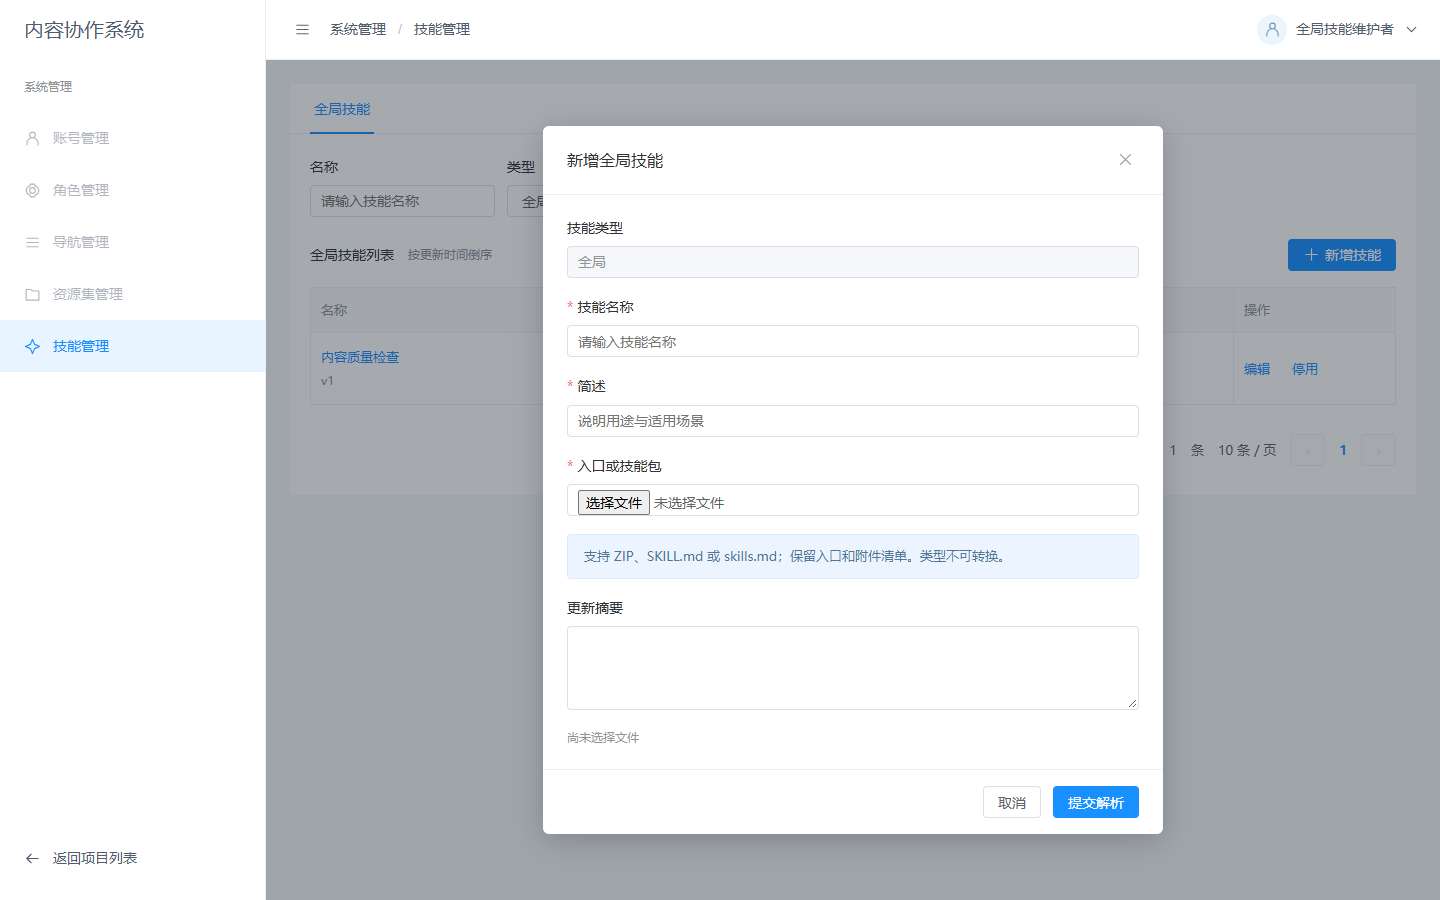 内容协作系统
系统管理 / 技能管理
全局技能维护者
系统管理
账号管理
角色管理
导航管理
资源集管理
技能管理
返回项目列表
全局技能
名称
类型
请输入技能名称
全局技能列表 按更新时间倒序
新增技能
名称
操作
内容质量检查
v1
编辑 停用
1 条 10 条 / 页 ‹ 1 ›
新增全局技能
技能类型
全局
* 技能名称
请输入技能名称
* 简述
说明用途与适用场景
* 入口或技能包
选择文件 未选择文件
支持 ZIP、SKILL.md 或 skills.md；保留入口和附件清单。类型不可转换。
更新摘要
尚未选择文件
取消 提交解析